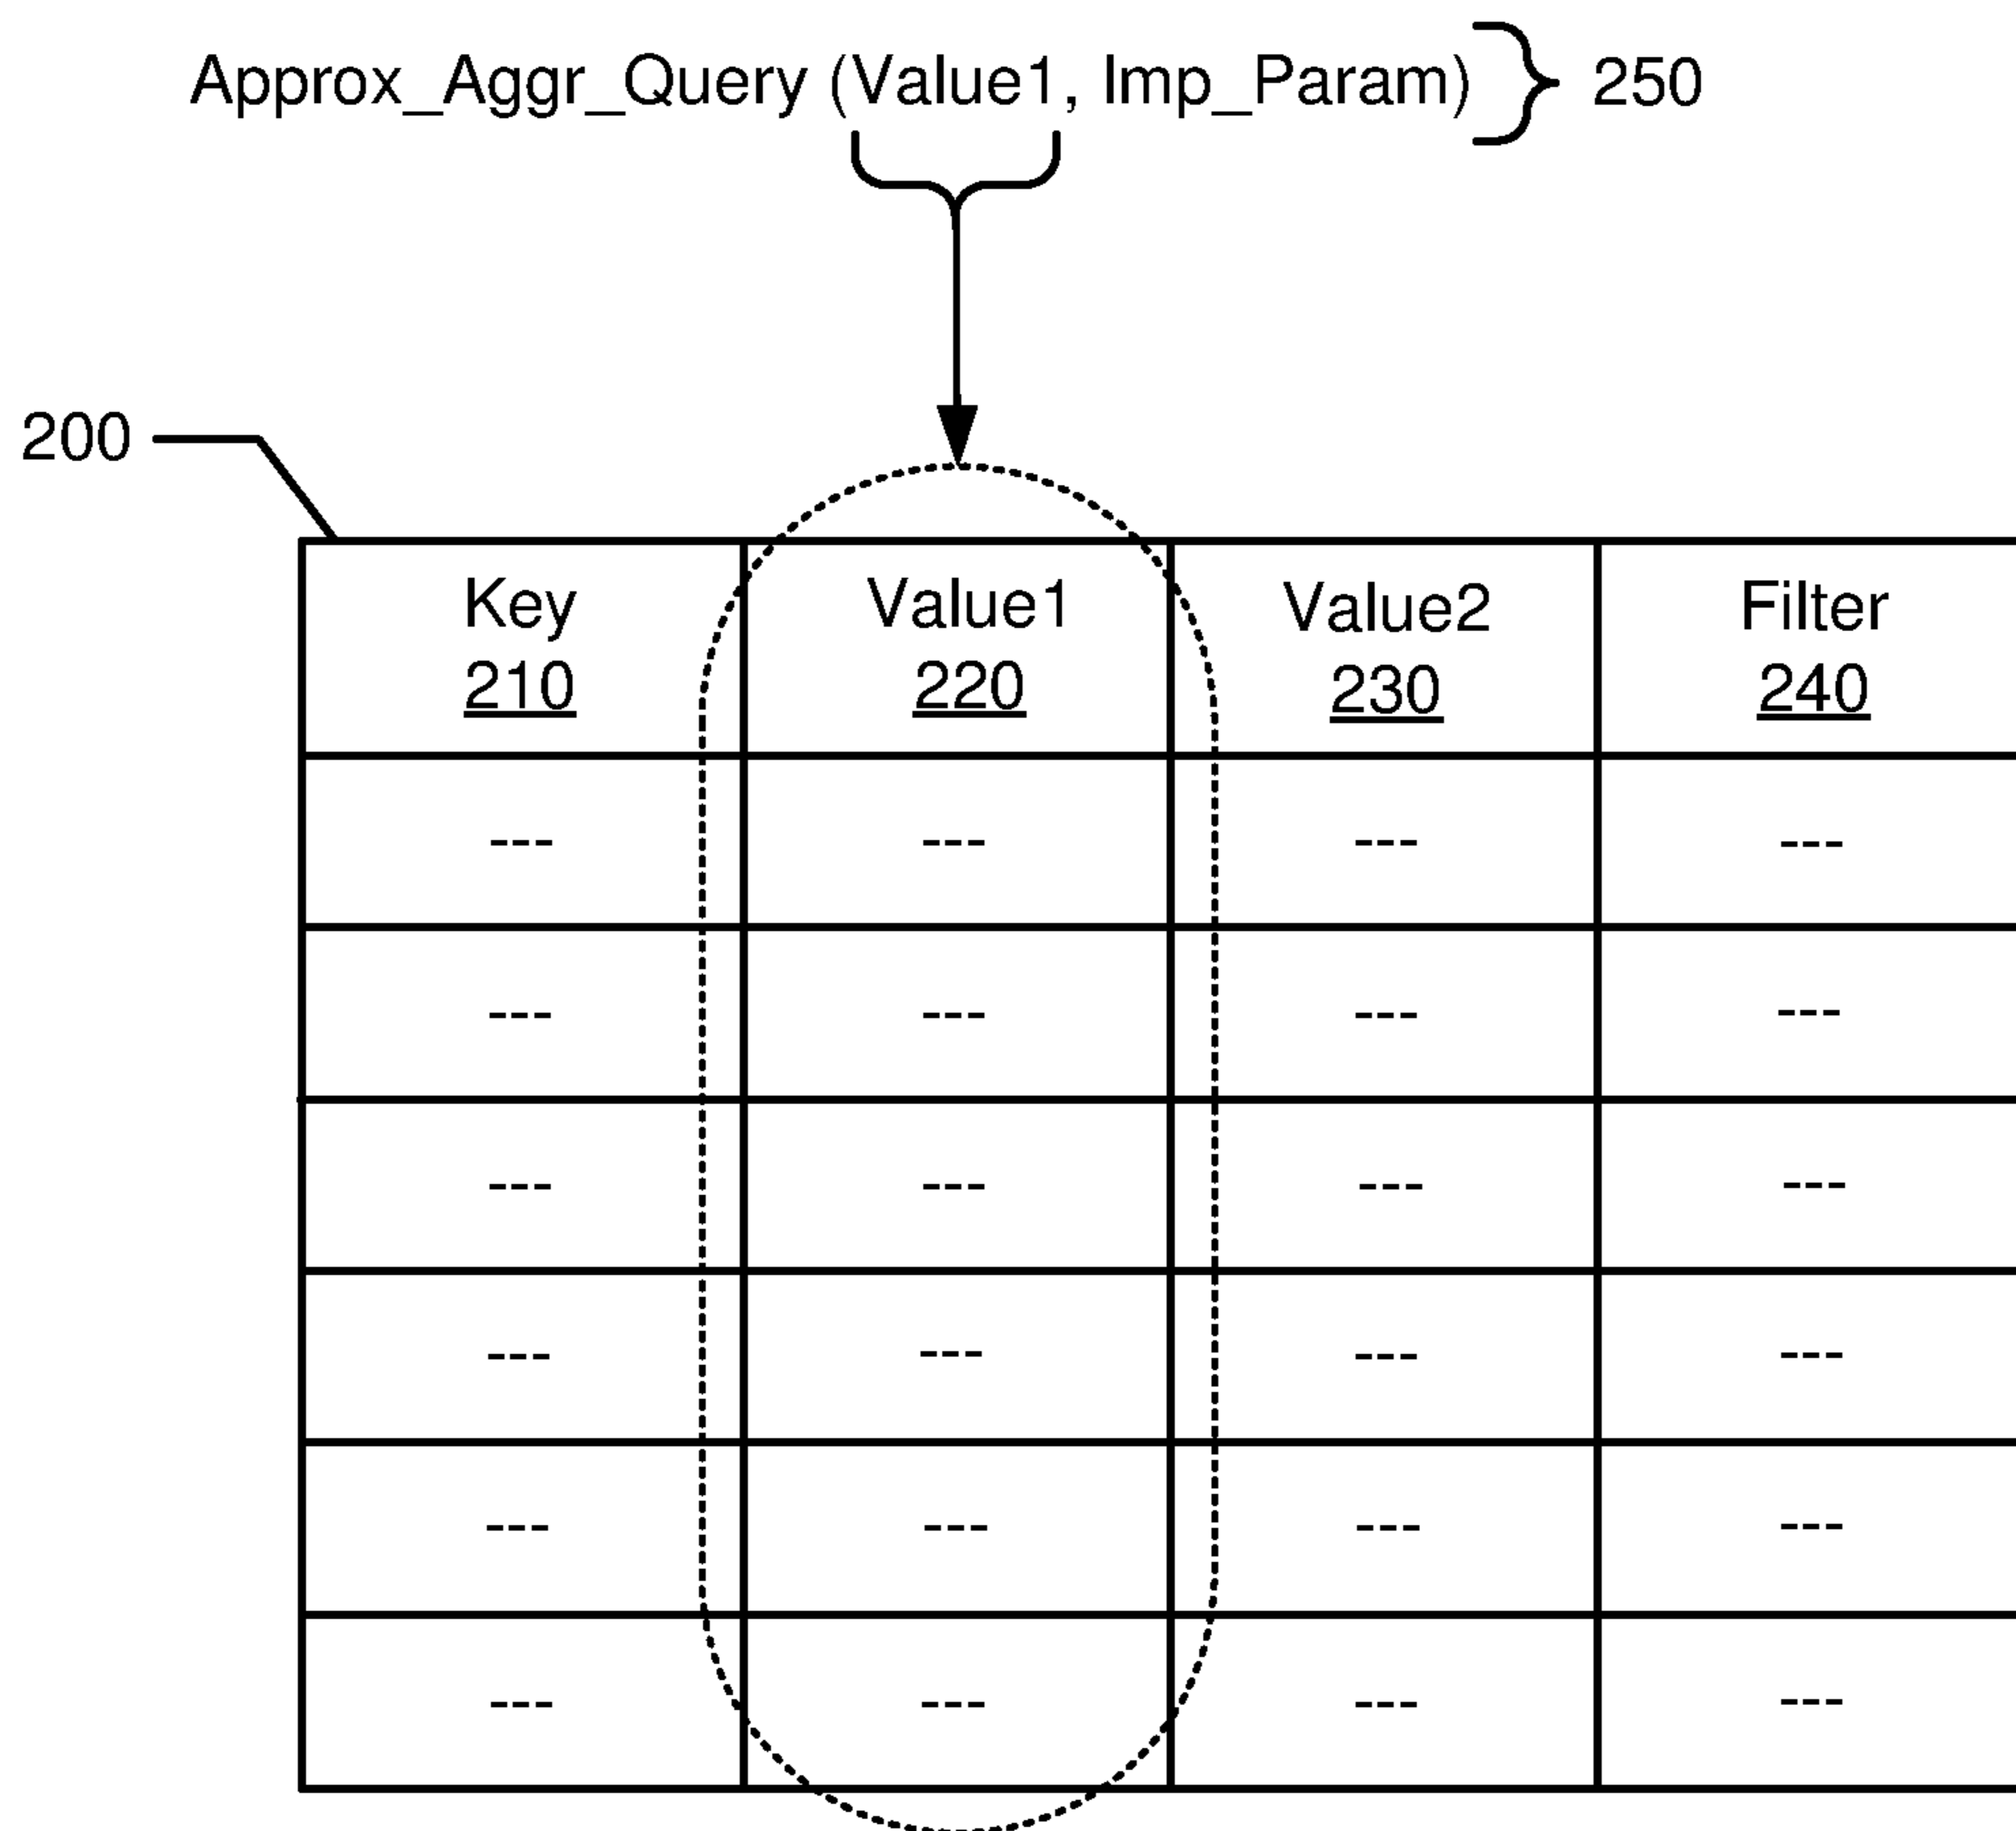 Approx_Aggr_Query (Value1, Imp_Param) 250
200
Key Value1 Value2 Filter
210 220 230 240
--- --- --- ---
--- --- --- ---
--- --- --- ---
--- --- --- ---
--- --- --- ---
--- --- --- ---